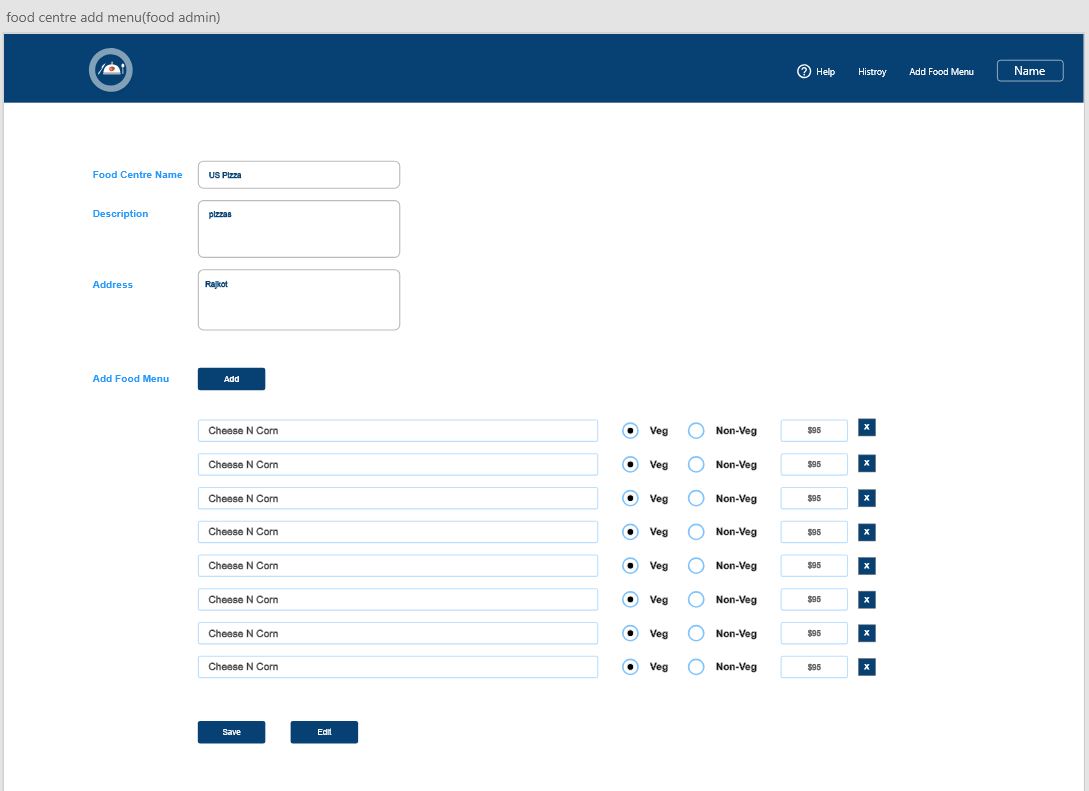 food centre add menu(food admin)
? Help Histroy Add Food Menu Name
Food Centre Name US Pizza
Description pizzas
Address Rajkot
Add Food Menu Add
Cheese N Corn Veg Non-Veg $95 x
Cheese N Corn Veg Non-Veg $95 x
Cheese N Corn Veg Non-Veg $95 x
Cheese N Corn Veg Non-Veg $95 x
Cheese N Corn Veg Non-Veg $95 x
Cheese N Corn Veg Non-Veg $95 x
Cheese N Corn Veg Non-Veg $95 x
Cheese N Corn Veg Non-Veg $95 x
Save Edit